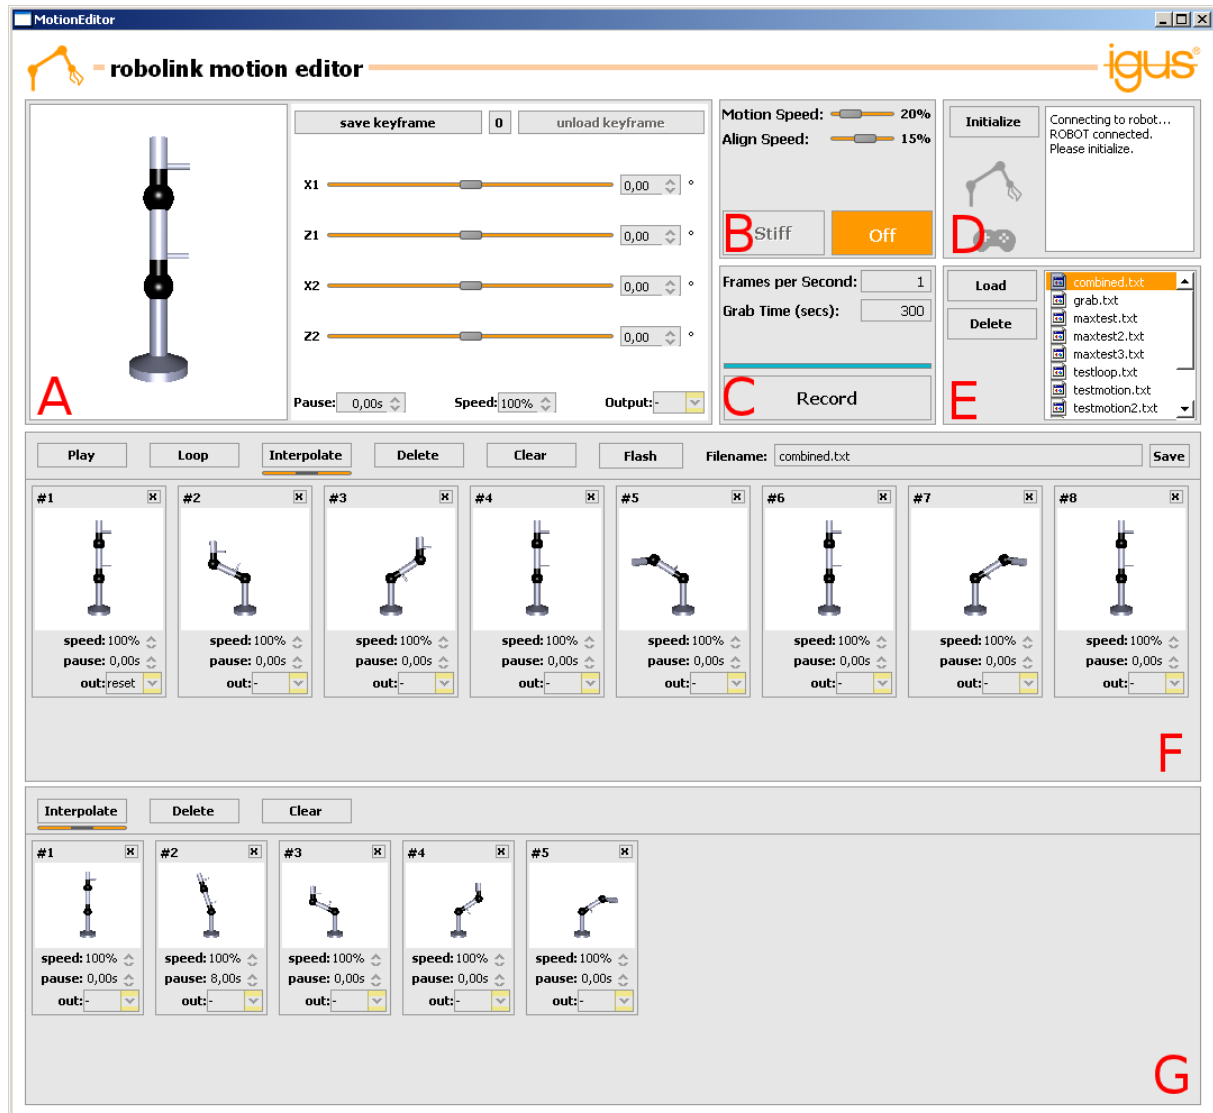 MotionEditor
robolink motion editor
igus®
save keyframe 0 unload keyframe
X1 0,00 °
Z1 0,00 °
X2 0,00 °
Z2 0,00 °
Pause: 0,00s Speed: 100% Output: -
A
Motion Speed: 20%
Align Speed: 15%
Stiff Off
B
Frames per Second: 1
Grab Time (secs): 300
Record
C
Initialize
Connecting to robot...
ROBOT connected.
Please initialize.
D
Load
Delete
combined.txt
grab.txt
maxtest.txt
maxtest2.txt
maxtest3.txt
testloop.txt
testmotion.txt
testmotion2.txt
E
Play Loop Interpolate Delete Clear Flash Filename: combined.txt Save
#1 #2 #3 #4 #5 #6 #7 #8
speed: 100% speed: 100% speed: 100% speed: 100% speed: 100% speed: 100% speed: 100% speed: 100%
pause: 0,00s pause: 0,00s pause: 0,00s pause: 0,00s pause: 0,00s pause: 0,00s pause: 0,00s pause: 0,00s
out: reset out: - out: - out: - out: - out: - out: - out: -
F
Interpolate Delete Clear
#1 #2 #3 #4 #5
speed: 100% speed: 100% speed: 100% speed: 100% speed: 100%
pause: 0,00s pause: 8,00s pause: 0,00s pause: 0,00s pause: 0,00s
out: - out: - out: - out: - out: -
G